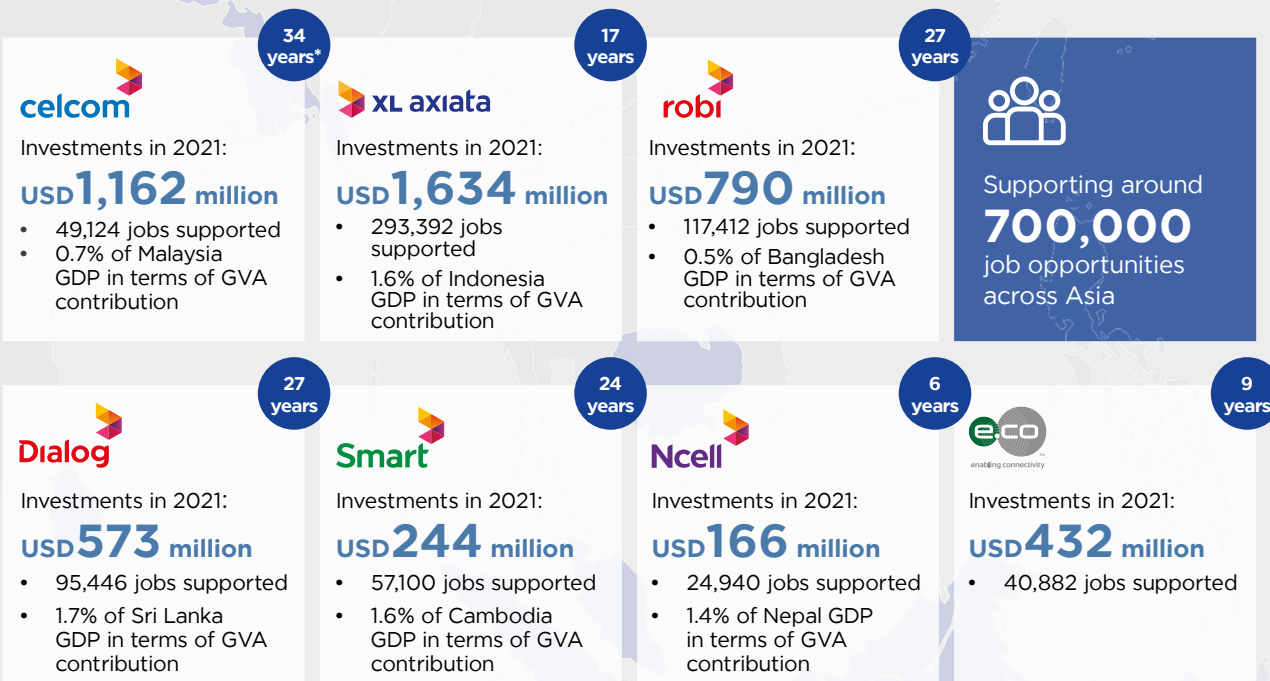 34
years*
celcom
Investments in 2021:
USD1,162 million
• 49,124 jobs supported
• 0.7% of Malaysia
GDP in terms of GVA
contribution
17
years
XL axiata
Investments in 2021:
USD1,634 million
• 293,392 jobs
supported
• 1.6% of Indonesia
GDP in terms of GVA
contribution
27
years
robi
Investments in 2021:
USD790 million
• 117,412 jobs supported
• 0.5% of Bangladesh
GDP in terms of GVA
contribution
Supporting around
700,000
job opportunities
across Asia
27
years
Dialog
Investments in 2021:
USD573 million
• 95,446 jobs supported
• 1.7% of Sri Lanka
GDP in terms of GVA
contribution
24
years
Smart
Investments in 2021:
USD244 million
• 57,100 jobs supported
• 1.6% of Cambodia
GDP in terms of GVA
contribution
6
years
Ncell
Investments in 2021:
USD166 million
• 24,940 jobs supported
• 1.4% of Nepal GDP
in terms of GVA
contribution
9
years
e.co
enabling connectivity
Investments in 2021:
USD432 million
• 40,882 jobs supported